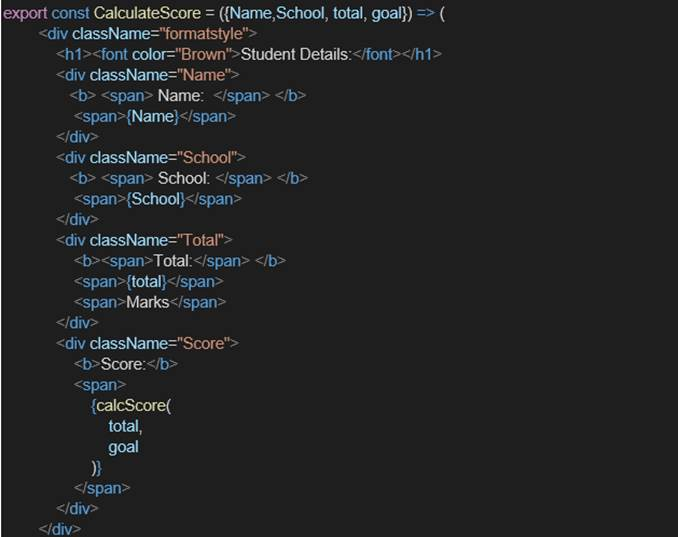 export const CalculateScore = ({Name,School, total, goal}) => (
<div className="formatstyle">
<h1><font color="Brown">Student Details:</font></h1>
<div className="Name">
<b> <span> Name:  </span> </b>
<span>{Name}</span>
</div>
<div className="School">
<b> <span> School: </span> </b>
<span>{School}</span>
</div>
<div className="Total">
<b><span>Total:</span> </b>
<span>{total}</span>
<span>Marks</span>
</div>
<div className="Score">
<b>Score:</b>
<span>
{calcScore(
total,
goal
)}
</span>
</div>
</div>